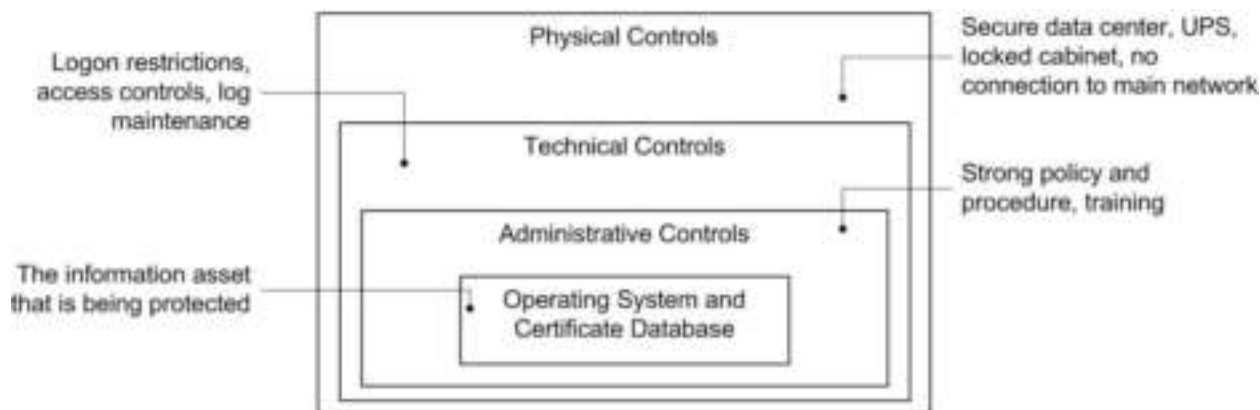 Physical Controls
Secure data center, UPS,
locked cabinet, no
connection to main network
Logon restrictions,
access controls, log
maintenance
Technical Controls
Strong policy and
procedure, training
Administrative Controls
The information asset
that is being protected
Operating System and
Certificate Database